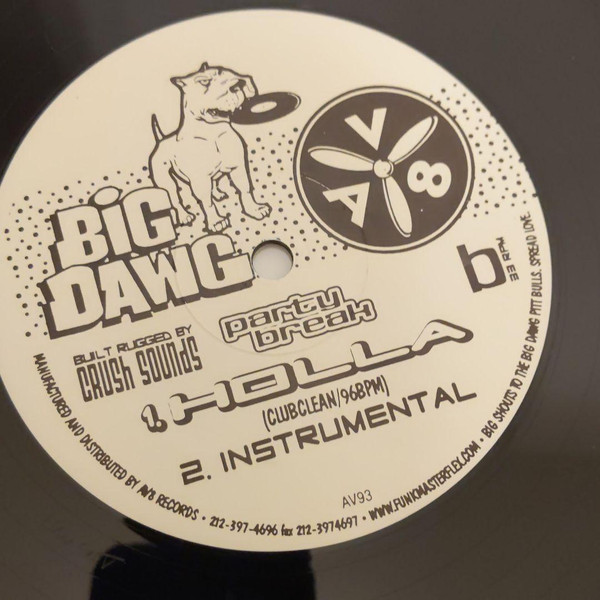 BiG
DAWG
A V 8
b
33 RPM
party
break
BUILT RUGGED BY
CRUSH SOUNDS
1. HOLLA
(CLUBCLEAN/96BPM)
2. INSTRUMENTAL
AV93
MANUFACTURED AND DISTRIBUTED BY AV8 RECORDS • 212-397-4696 fax 212-3974697 • WWW.FUNKMASTERFLEX.COM • BIG SHOUTS TO THE BIG DAWG PITT BULLS. SPREAD LOVE